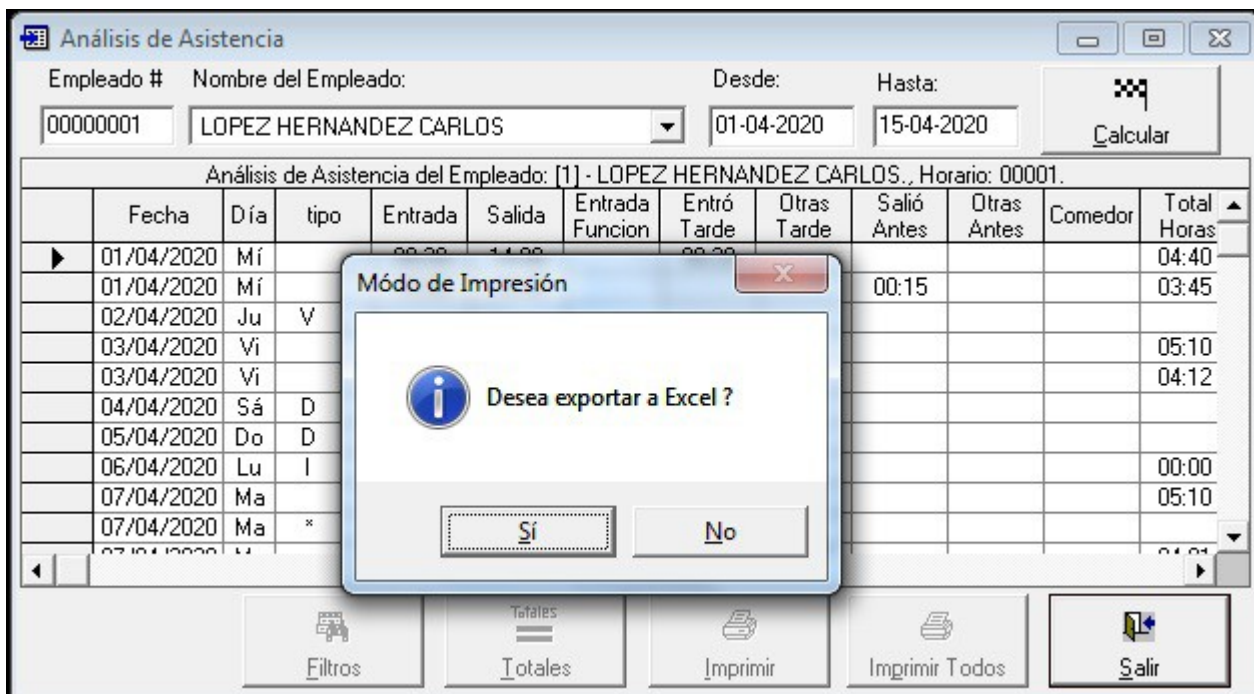 Análisis de Asistencia
Empleado # Nombre del Empleado: Desde: Hasta:
00000001 LOPEZ HERNANDEZ CARLOS 01-04-2020 15-04-2020 Calcular
Análisis de Asistencia del Empleado: [1] - LOPEZ HERNANDEZ CARLOS., Horario: 00001.
Fecha Día tipo Entrada Salida Entrada Funcion Entró Tarde Otras Tarde Salió Antes Otras Antes Comedor Total Horas
01/04/2020 Mí 04:40
01/04/2020 Mí 00:15 03:45
02/04/2020 Ju V
03/04/2020 Vi 05:10
03/04/2020 Vi 04:12
04/04/2020 Sá D
05/04/2020 Do D
06/04/2020 Lu I 00:00
07/04/2020 Ma 05:10
07/04/2020 Ma *
Módo de Impresión
Desea exportar a Excel ?
Sí No
Totales
Filtros Totales Imprimir Imprimir Todos Salir